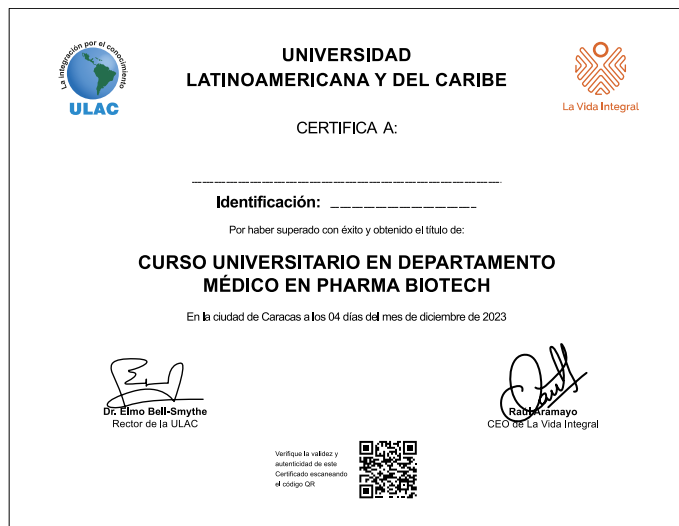 La integración por el conocimiento
ULAC
UNIVERSIDAD
LATINOAMERICANA Y DEL CARIBE
La Vida Integral
CERTIFICA A:
Identificación:
Por haber superado con éxito y obtenido el título de:
CURSO UNIVERSITARIO EN DEPARTAMENTO
MÉDICO EN PHARMA BIOTECH
En la ciudad de Caracas a los 04 días del mes de diciembre de 2023
Dr. Elmo Bell-Smythe
Rector de la ULAC
Raúl Aramayo
CEO de La Vida Integral
Verifique la validez y
autenticidad de este
Certificado escaneando
el código QR